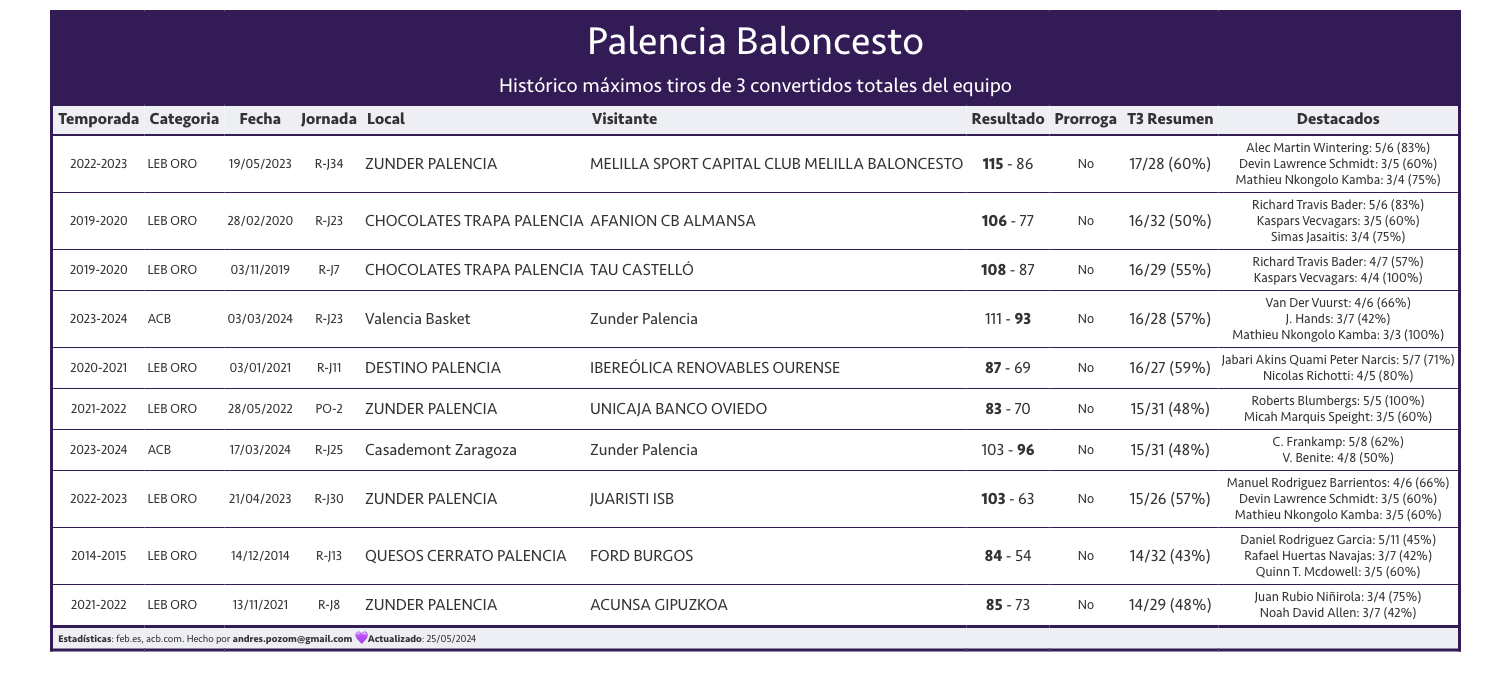 Palencia Baloncesto
Histórico máximos tiros de 3 convertidos totales del equipo
Temporada Categoria Fecha Jornada Local Visitante Resultado Prorroga T3 Resumen Destacados
2022-2023 LEB ORO 19/05/2023 R-J34 ZUNDER PALENCIA MELILLA SPORT CAPITAL CLUB MELILLA BALONCESTO 115 - 86 No 17/28 (60%) Alec Martin Wintering: 5/6 (83%)
Devin Lawrence Schmidt: 3/5 (60%)
Mathieu Nkongolo Kamba: 3/4 (75%)
2019-2020 LEB ORO 28/02/2020 R-J23 CHOCOLATES TRAPA PALENCIA AFANION CB ALMANSA 106 - 77 No 16/32 (50%) Richard Travis Bader: 5/6 (83%)
Kaspars Vecvagars: 3/5 (60%)
Simas Jasaitis: 3/4 (75%)
2019-2020 LEB ORO 03/11/2019 R-J7 CHOCOLATES TRAPA PALENCIA TAU CASTELLÓ 108 - 87 No 16/29 (55%) Richard Travis Bader: 4/7 (57%)
Kaspars Vecvagars: 4/4 (100%)
2023-2024 ACB 03/03/2024 R-J23 Valencia Basket Zunder Palencia 111 - 93 No 16/28 (57%) Van Der Vuurst: 4/6 (66%)
J. Hands: 3/7 (42%)
Mathieu Nkongolo Kamba: 3/3 (100%)
2020-2021 LEB ORO 03/01/2021 R-J11 DESTINO PALENCIA IBEREÓLICA RENOVABLES OURENSE 87 - 69 No 16/27 (59%) Jabari Akins Quami Peter Narcis: 5/7 (71%)
Nicolas Richotti: 4/5 (80%)
2021-2022 LEB ORO 28/05/2022 PO-2 ZUNDER PALENCIA UNICAJA BANCO OVIEDO 83 - 70 No 15/31 (48%) Roberts Blumbergs: 5/5 (100%)
Micah Marquis Speight: 3/5 (60%)
2023-2024 ACB 17/03/2024 R-J25 Casademont Zaragoza Zunder Palencia 103 - 96 No 15/31 (48%) C. Frankamp: 5/8 (62%)
V. Benite: 4/8 (50%)
2022-2023 LEB ORO 21/04/2023 R-J30 ZUNDER PALENCIA JUARISTI ISB 103 - 63 No 15/26 (57%) Manuel Rodriguez Barrientos: 4/6 (66%)
Devin Lawrence Schmidt: 3/5 (60%)
Mathieu Nkongolo Kamba: 3/5 (60%)
2014-2015 LEB ORO 14/12/2014 R-J13 QUESOS CERRATO PALENCIA FORD BURGOS 84 - 54 No 14/32 (43%) Daniel Rodriguez Garcia: 5/11 (45%)
Rafael Huertas Navajas: 3/7 (42%)
Quinn T. Mcdowell: 3/5 (60%)
2021-2022 LEB ORO 13/11/2021 R-J8 ZUNDER PALENCIA ACUNSA GIPUZKOA 85 - 73 No 14/29 (48%) Juan Rubio Niñirola: 3/4 (75%)
Noah David Allen: 3/7 (42%)
Estadísticas: feb.es, acb.com. Hecho por andres.pozom@gmail.com 💜Actualizado: 25/05/2024